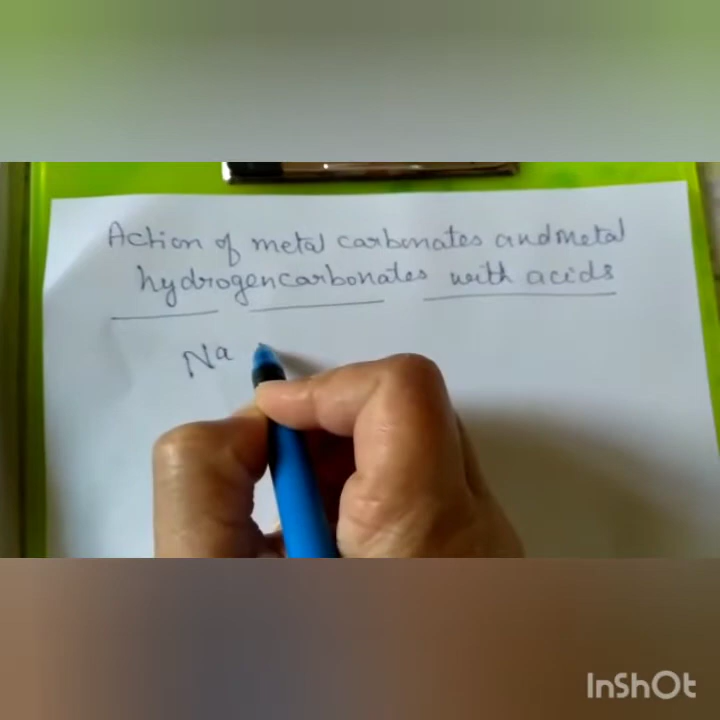 Action of metal carbonates and metal
hydrogencarbonates with acids
Na
InShOt